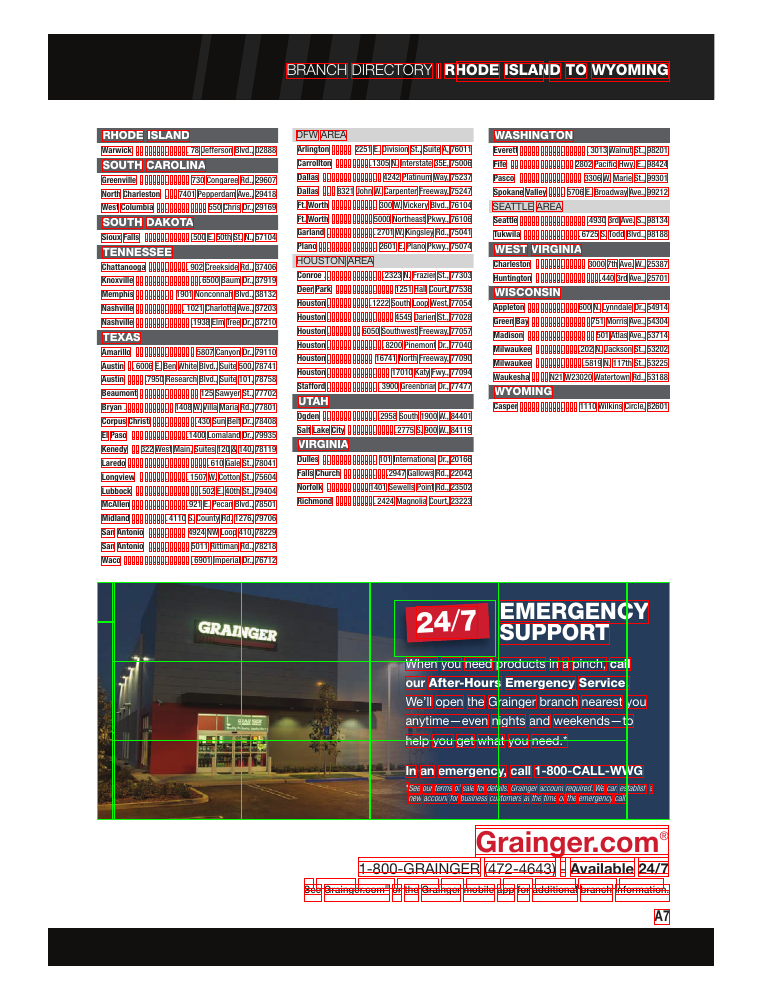 BRANCH DIRECTORY | RHODE ISLAND TO WYOMING
RHODE ISLAND
Warwick 78 Jefferson Blvd., 02888
SOUTH CAROLINA
Greenville 730 Congaree Rd., 29607
North Charleston 7401 Pepperdam Ave., 29418
West Columbia 650 Chris Dr., 29169
SOUTH DAKOTA
Sioux Falls 500 E. 50th St. N., 57104
TENNESSEE
Chattanooga 902 Creekside Rd., 37406
Knoxville 6500 Baum Dr., 37919
Memphis 1901 Nonconnah Blvd., 38132
Nashville 1021 Charlotte Ave., 37203
Nashville 1938 Elm Tree Dr., 37210
TEXAS
Amarillo 5807 Canyon Dr., 79110
Austin 6006 E. Ben White Blvd., Suite 500, 78741
Austin 7950 Research Blvd., Suite 101, 78758
Beaumont 125 Sawyer St., 77702
Bryan 1408 W. Villa Maria Rd., 77801
Corpus Christi 430 Sun Belt Dr., 78408
El Paso 1400 Lomaland Dr., 79935
Kenedy 322 West Main, Suites 120 & 140, 78119
Laredo 610 Gale St., 78041
Longview 1507 W. Cotton St., 75604
Lubbock 502 E. 40th St., 79404
McAllen 921 E. Pecan Blvd., 78501
Midland 4110 S. County Rd. 1276, 79706
San Antonio 4924 NW Loop 410, 78229
San Antonio 5011 Rittiman Rd., 78218
Waco 6901 Imperial Dr., 76712
DFW AREA
Arlington 2251 E. Division St., Suite A, 76011
Carrollton 1305 N. Interstate 35E, 75006
Dallas 4242 Platinum Way, 75237
Dallas 8321 John W. Carpenter Freeway, 75247
Ft. Worth 300 W. Vickery Blvd., 76104
Ft. Worth 5000 Northeast Pkwy., 76106
Garland 2701 W. Kingsley Rd., 75041
Plano 2601 E. Plano Pkwy., 75074
HOUSTON AREA
Conroe 2323 N. Frazier St., 77303
Deer Park 1251 Hall Court, 77536
Houston 1222 South Loop West, 77054
Houston 4545 Darien St., 77028
Houston 6050 Southwest Freeway, 77057
Houston 8200 Pinemont Dr., 77040
Houston 16741 North Freeway, 77090
Houston 17010 Katy Fwy., 77094
Stafford 3900 Greenbriar Dr., 77477
UTAH
Ogden 2958 South 1900 W., 84401
Salt Lake City 2775 S. 900 W., 84119
VIRGINIA
Dulles 101 International Dr., 20166
Falls Church 2947 Gallows Rd., 22042
Norfolk 1401 Sewells Point Rd., 23502
Richmond 2424 Magnolia Court, 23223
WASHINGTON
Everett 3013 Walnut St., 98201
Fife 2802 Pacific Hwy. E., 98424
Pasco 3306 W. Marie St., 99301
Spokane Valley 5706 E. Broadway Ave., 99212
SEATTLE AREA
Seattle 4930 3rd Ave. S., 98134
Tukwila 6725 S. Todd Blvd., 98188
WEST VIRGINIA
Charleston 3000 7th Ave. W., 25387
Huntington 440 3rd Ave., 25701
WISCONSIN
Appleton 600 N. Lynndale Dr., 54914
Green Bay 751 Morris Ave., 54304
Madison 501 Atlas Ave., 53714
Milwaukee 202 N. Jackson St., 53202
Milwaukee 5819 N. 117th St., 53225
Waukesha N21 W23020 Watertown Rd., 53188
WYOMING
Casper 1110 Wilkins Circle, 82601
GRAINGER
24/7 EMERGENCY
SUPPORT
When you need products in a pinch, call
our After-Hours Emergency Service.
We'll open the Grainger branch nearest you
anytime—even nights and weekends—to
help you get what you need.*
In an emergency, call 1-800-CALL-WWG
*See our terms of sale for details. Grainger account required. We can establish a
new account for business customers at the time of the emergency call.
Grainger.com®
1-800-GRAINGER (472-4643) – Available 24/7
See Grainger.com® or the Grainger mobile app for additional branch information.
A7